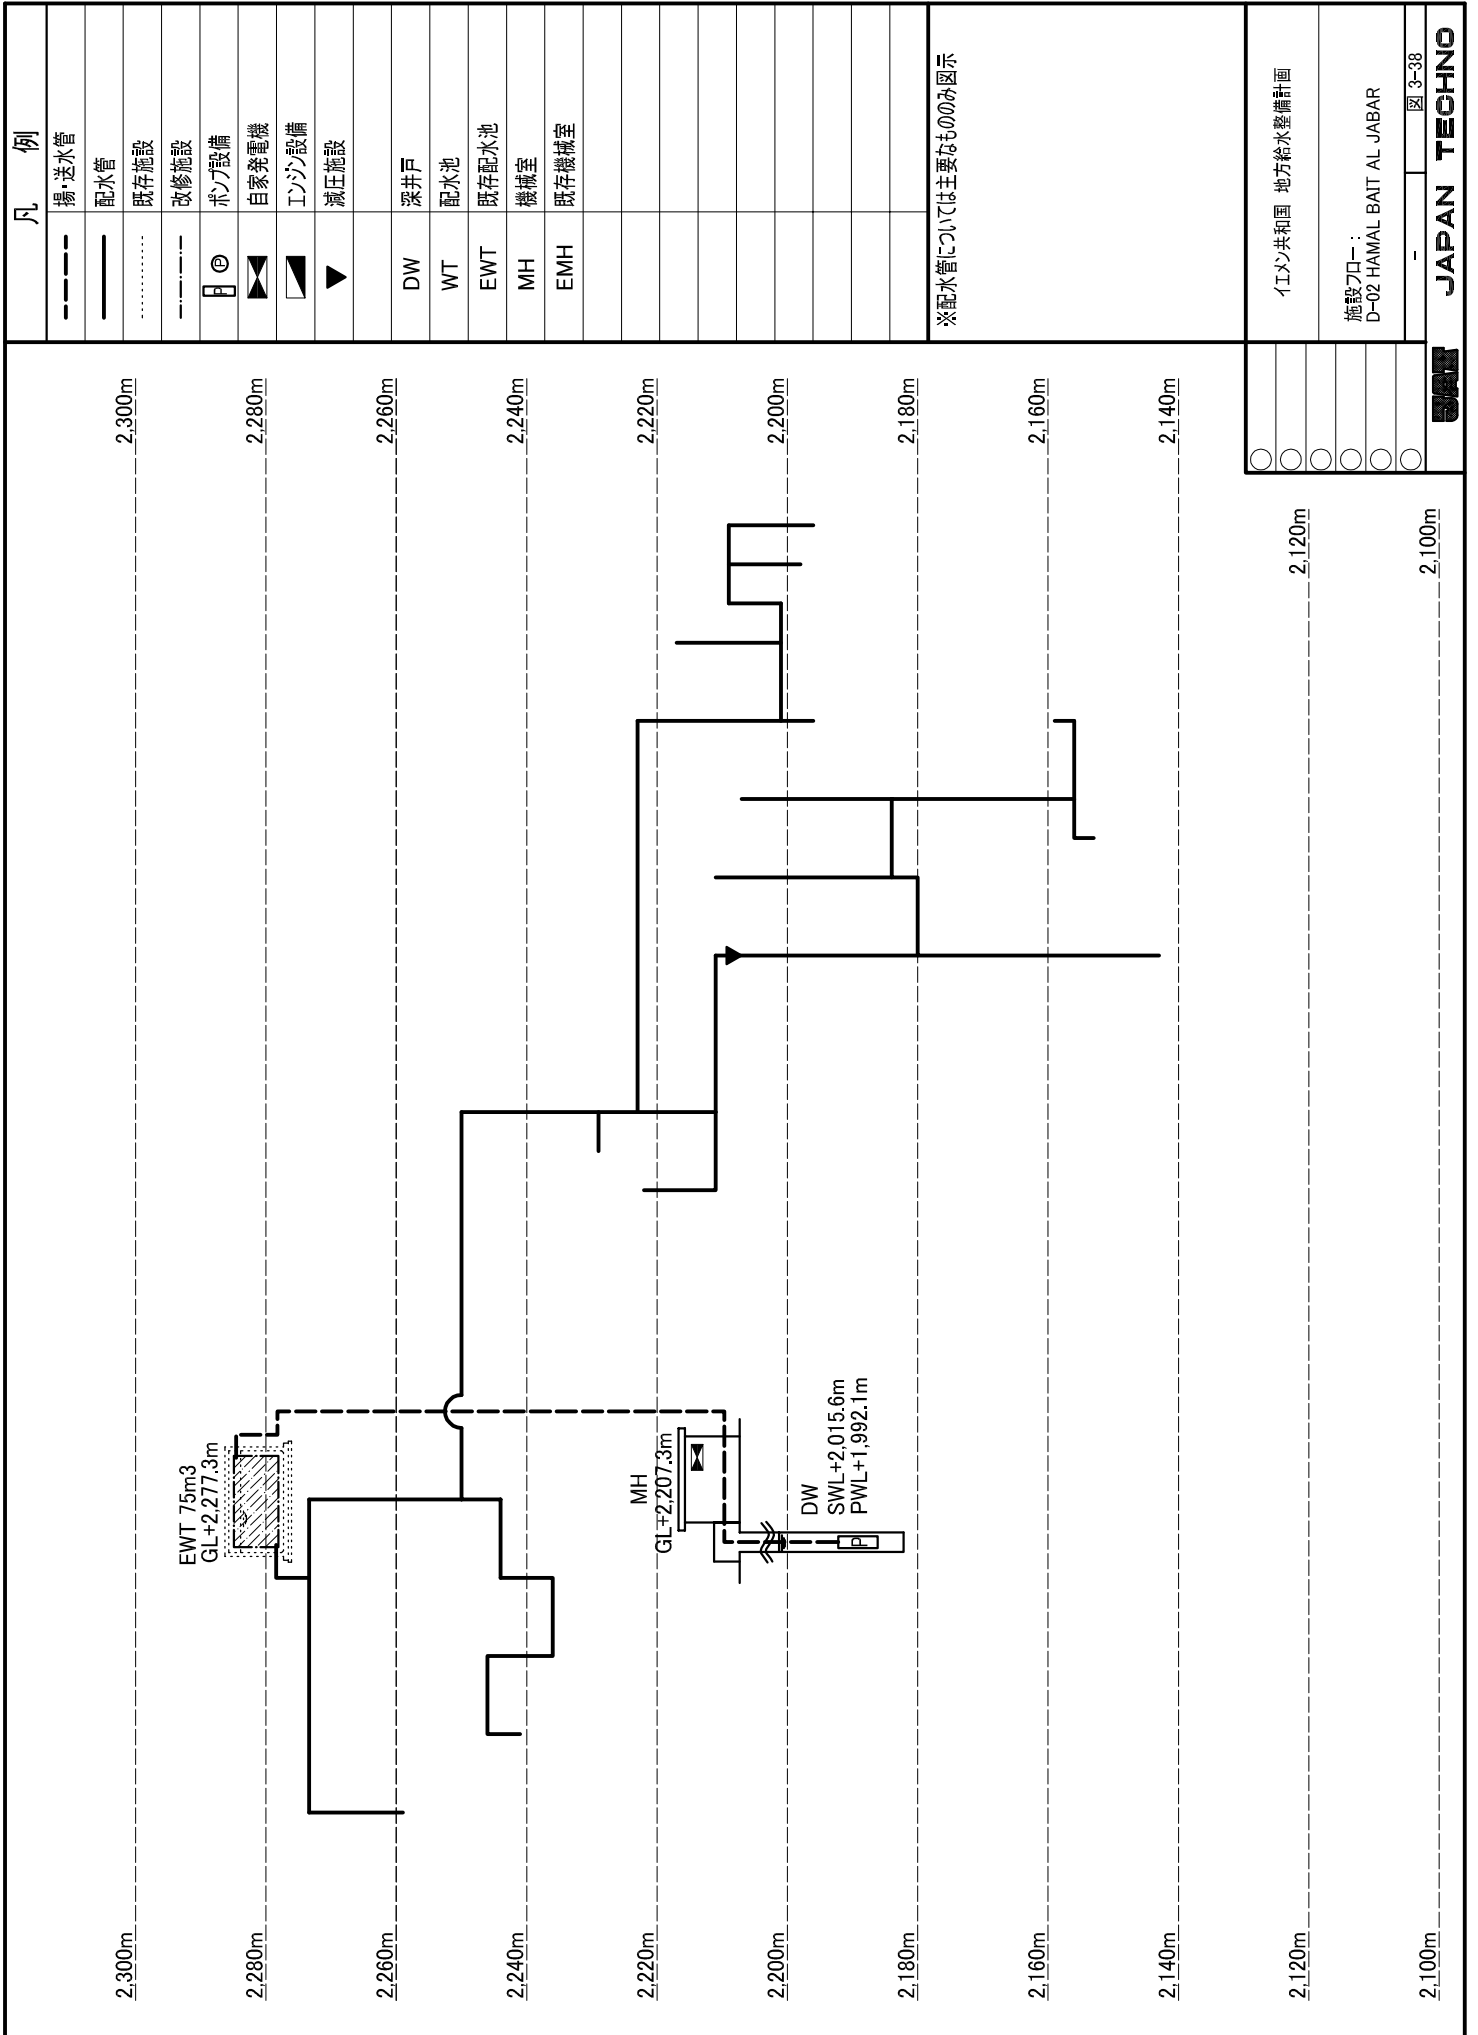 凡 例
揚・送水管
配水管
既存施設
改修施設
P P ポンプ設備
自家発電機
エンジン設備
減圧施設
DW 深井戸
WT 配水池
EWT 既存配水池
MH 機械室
EMH 既存機械室
※配水管については主要なもののみ図示
イエメン共和国 地方給水整備計画
施設フロー：
D-02 HAMAL BAIT AL JABAR
- 図 3-38
JAPAN TECHNO
2,300m 2,300m
2,280m 2,280m
2,260m 2,260m
2,240m 2,240m
2,220m 2,220m
2,200m 2,200m
2,180m 2,180m
2,160m 2,160m
2,140m 2,140m
2,120m 2,120m
2,100m 2,100m
EWT 75m3
GL+2,277.3m
MH
GL+2,207.3m
DW
SWL+2,015.6m
PWL+1,992.1m
P